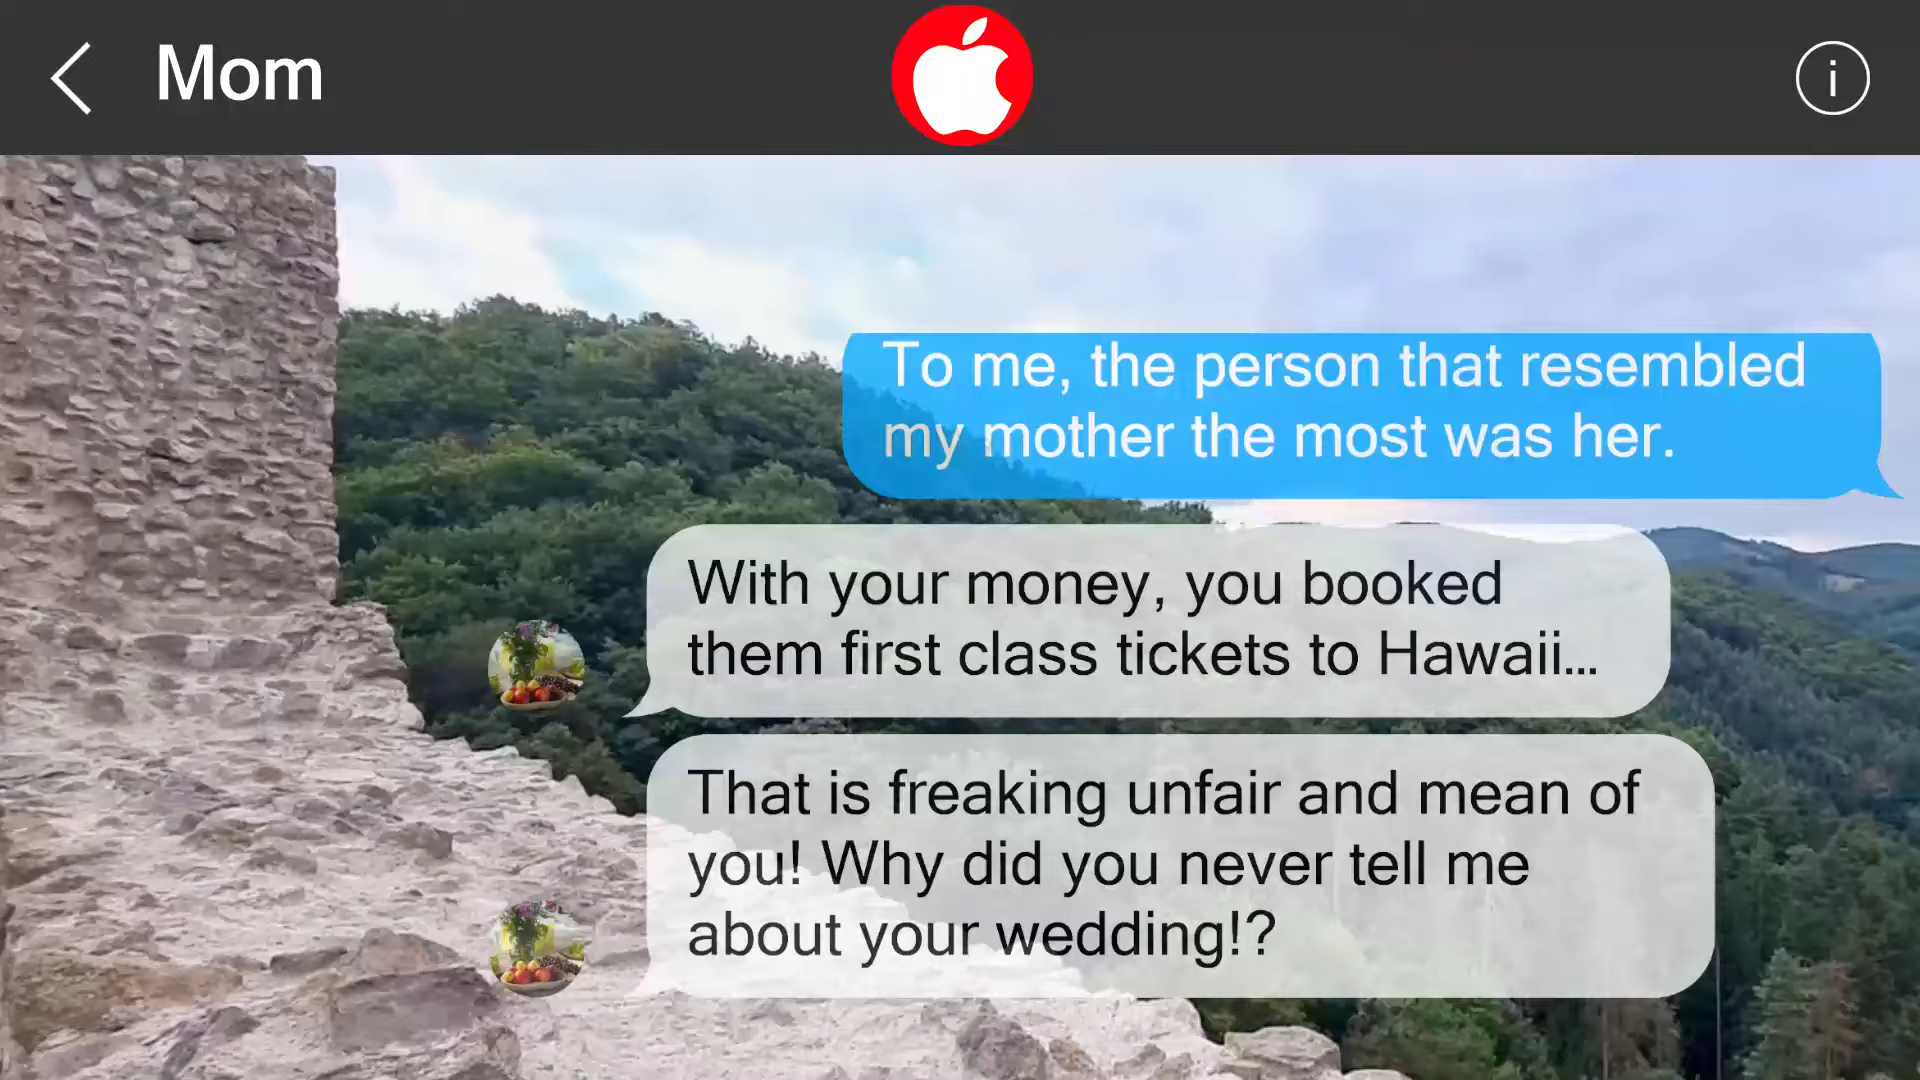 Mom
i
To me, the person that resembled
my mother the most was her.
With your money, you booked
them first class tickets to Hawaii...
That is freaking unfair and mean of
you! Why did you never tell me
about your wedding!?